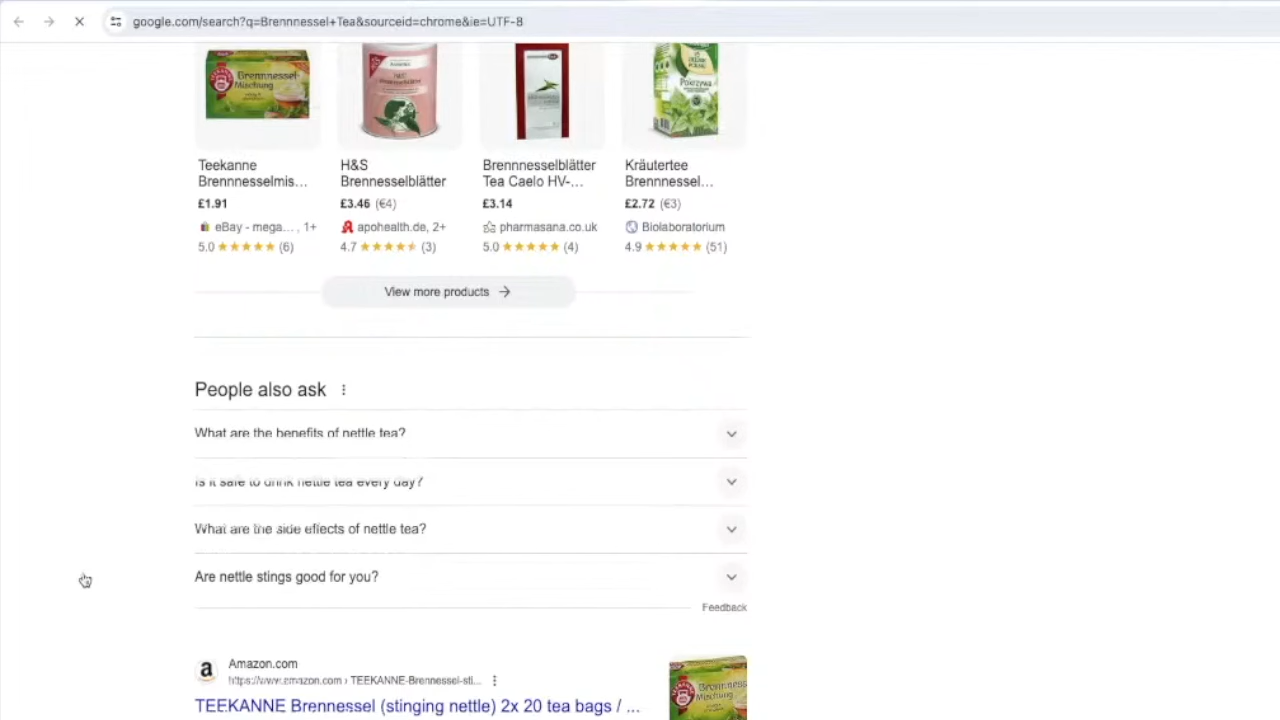 google.com/search?q=Brennnessel+Tea&sourceid=chrome&ie=UTF-8
Brennnessel-
Mischung
H&S
Pokrzywa
Teekanne
Brennnesselmis...
£1.91
eBay - mega... , 1+
5.0 (6)
H&S
Brennesselblätter
£3.46 (€4)
apohealth.de, 2+
4.7 (3)
Brennnesselblätter
Tea Caelo HV-...
£3.14
pharmasana.co.uk
5.0 (4)
Kräutertee
Brennnessel...
£2.72 (€3)
Biolaboratorium
4.9 (51)
View more products
People also ask
What are the benefits of nettle tea?
Is it safe to drink nettle tea every day?
What are the side effects of nettle tea?
Are nettle stings good for you?
Feedback
a
Amazon.com
https://www.amazon.com › TEEKANNE-Brennessel-sti...
TEEKANNE Brennessel (stinging nettle) 2x 20 tea bags / ...
Brennness
Mischung